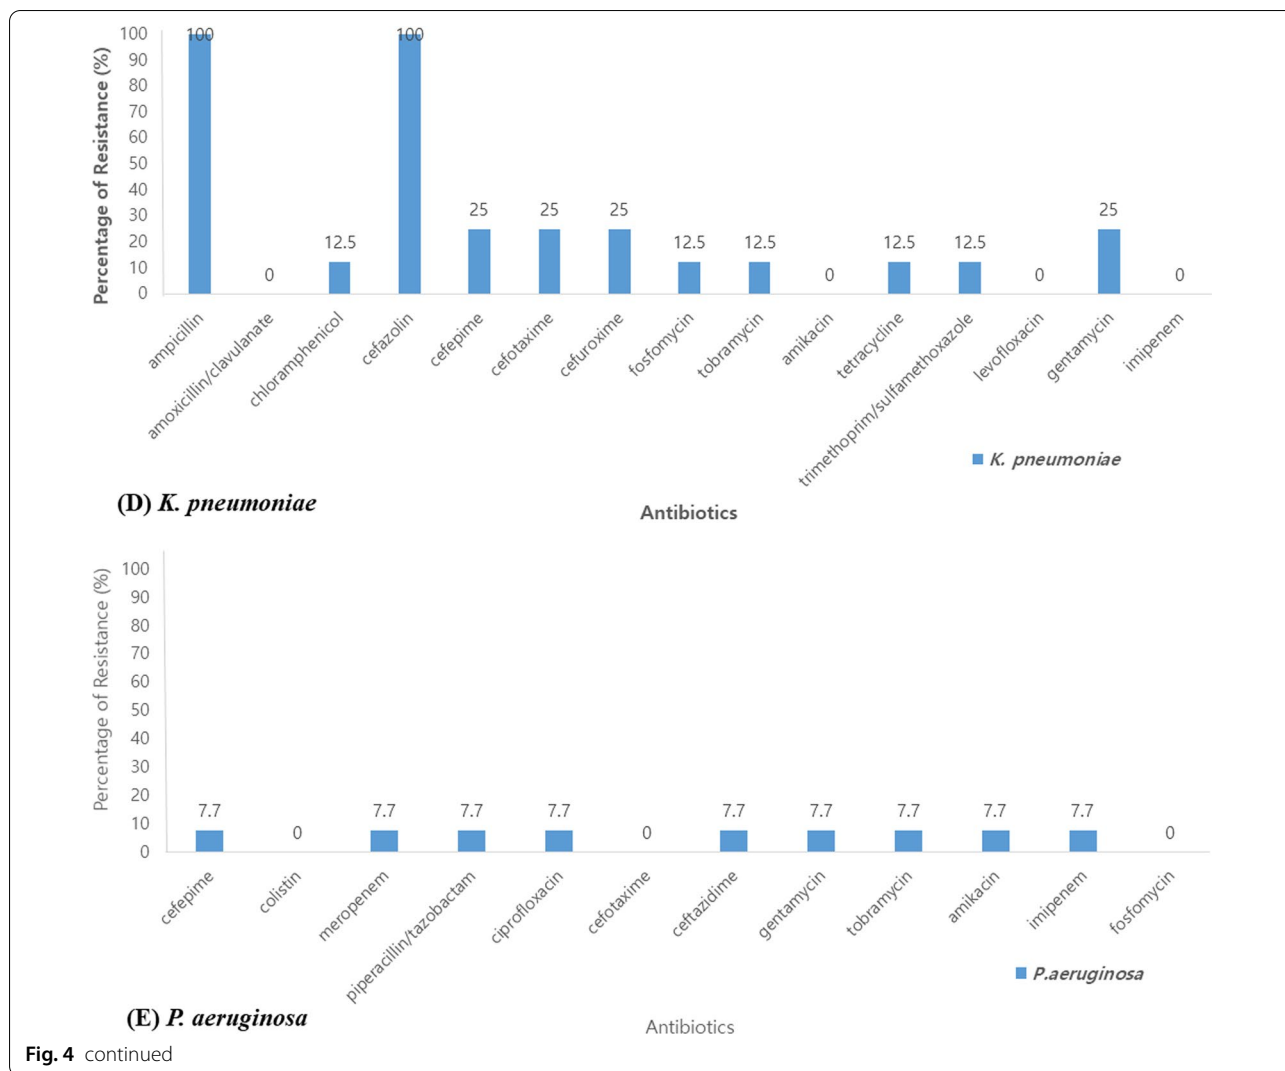 Percentage of Resistance (%)
100
90
80
70
60
50
40
30
20
10
0
100
0
12.5
100
25
25
25
12.5
12.5
0
12.5
12.5
0
25
0
ampicillin
amoxicillin/clavulanate
chloramphenicol
cefazolin
cefepime
cefotaxime
cefuroxime
fosfomycin
tobramycin
amikacin
tetracycline
trimethoprim/sulfamethoxazole
levofloxacin
gentamycin
imipenem
K. pneumoniae
(D) K. pneumoniae
Antibiotics
Percentage of Resistance (%)
100
90
80
70
60
50
40
30
20
10
0
7.7
0
7.7
7.7
7.7
0
7.7
7.7
7.7
7.7
7.7
0
cefepime
colistin
meropenem
piperacillin/tazobactam
ciprofloxacin
cefotaxime
ceftazidime
gentamycin
tobramycin
amikacin
imipenem
fosfomycin
P.aeruginosa
(E) P. aeruginosa
Antibiotics
Fig. 4 continued